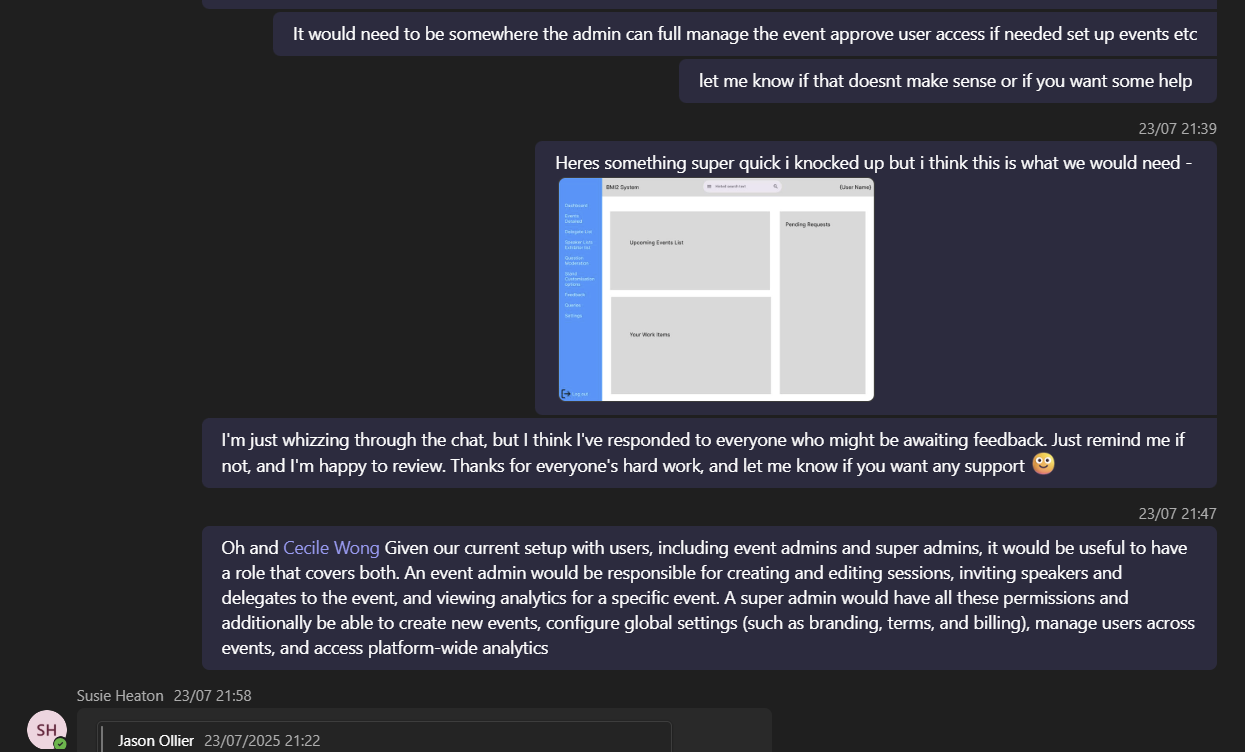 It would need to be somewhere the admin can full manage the event approve user access if needed set up events etc
let me know if that doesnt make sense or if you want some help
23/07 21:39
Heres something super quick i knocked up but i think this is what we would need -
BMI2 System
(User Name)
Dashboard
Events
Detailed
Delegate List
Speaker Lists
Exhibitor list
Question
Moderation
Customisation
options
Feedback
Queries
Settings
Log out
Upcoming Events List
Your Work Items
Pending Requests
I'm just whizzing through the chat, but I think I've responded to everyone who might be awaiting feedback. Just remind me if
not, and I'm happy to review. Thanks for everyone's hard work, and let me know if you want any support
23/07 21:47
Oh and Cecile Wong Given our current setup with users, including event admins and super admins, it would be useful to have
a role that covers both. An event admin would be responsible for creating and editing sessions, inviting speakers and
delegates to the event, and viewing analytics for a specific event. A super admin would have all these permissions and
additionally be able to create new events, configure global settings (such as branding, terms, and billing), manage users across
events, and access platform-wide analytics
Susie Heaton 23/07 21:58
SH
Jason Ollier 23/07/2025 21:22